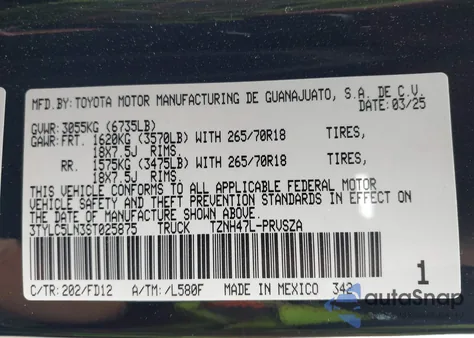 MFD.BY:TOYOTA MOTOR MANUFACTURING DE GUANAJUATO, S.A. DE C.V.
DATE:03/25
GVWR:3055KG (6735LB)
GAWR:FRT. 1620KG (3570LB) WITH 265/70R18 TIRES,
18X7.5J RIMS,
RR. 1575KG (3475LB) WITH 265/70R18 TIRES,
18X7.5J RIMS,
THIS VEHICLE CONFORMS TO ALL APPLICABLE FEDERAL MOTOR
VEHICLE SAFETY AND THEFT PREVENTION STANDARDS IN EFFECT ON
THE DATE OF MANUFACTURE SHOWN ABOVE.
3TYLC5LN3ST025875 TRUCK TZNH47L-PRVSZA
C/TR:202/FD12 A/TM:/L580F MADE IN MEXICO 342
1
autoSnap